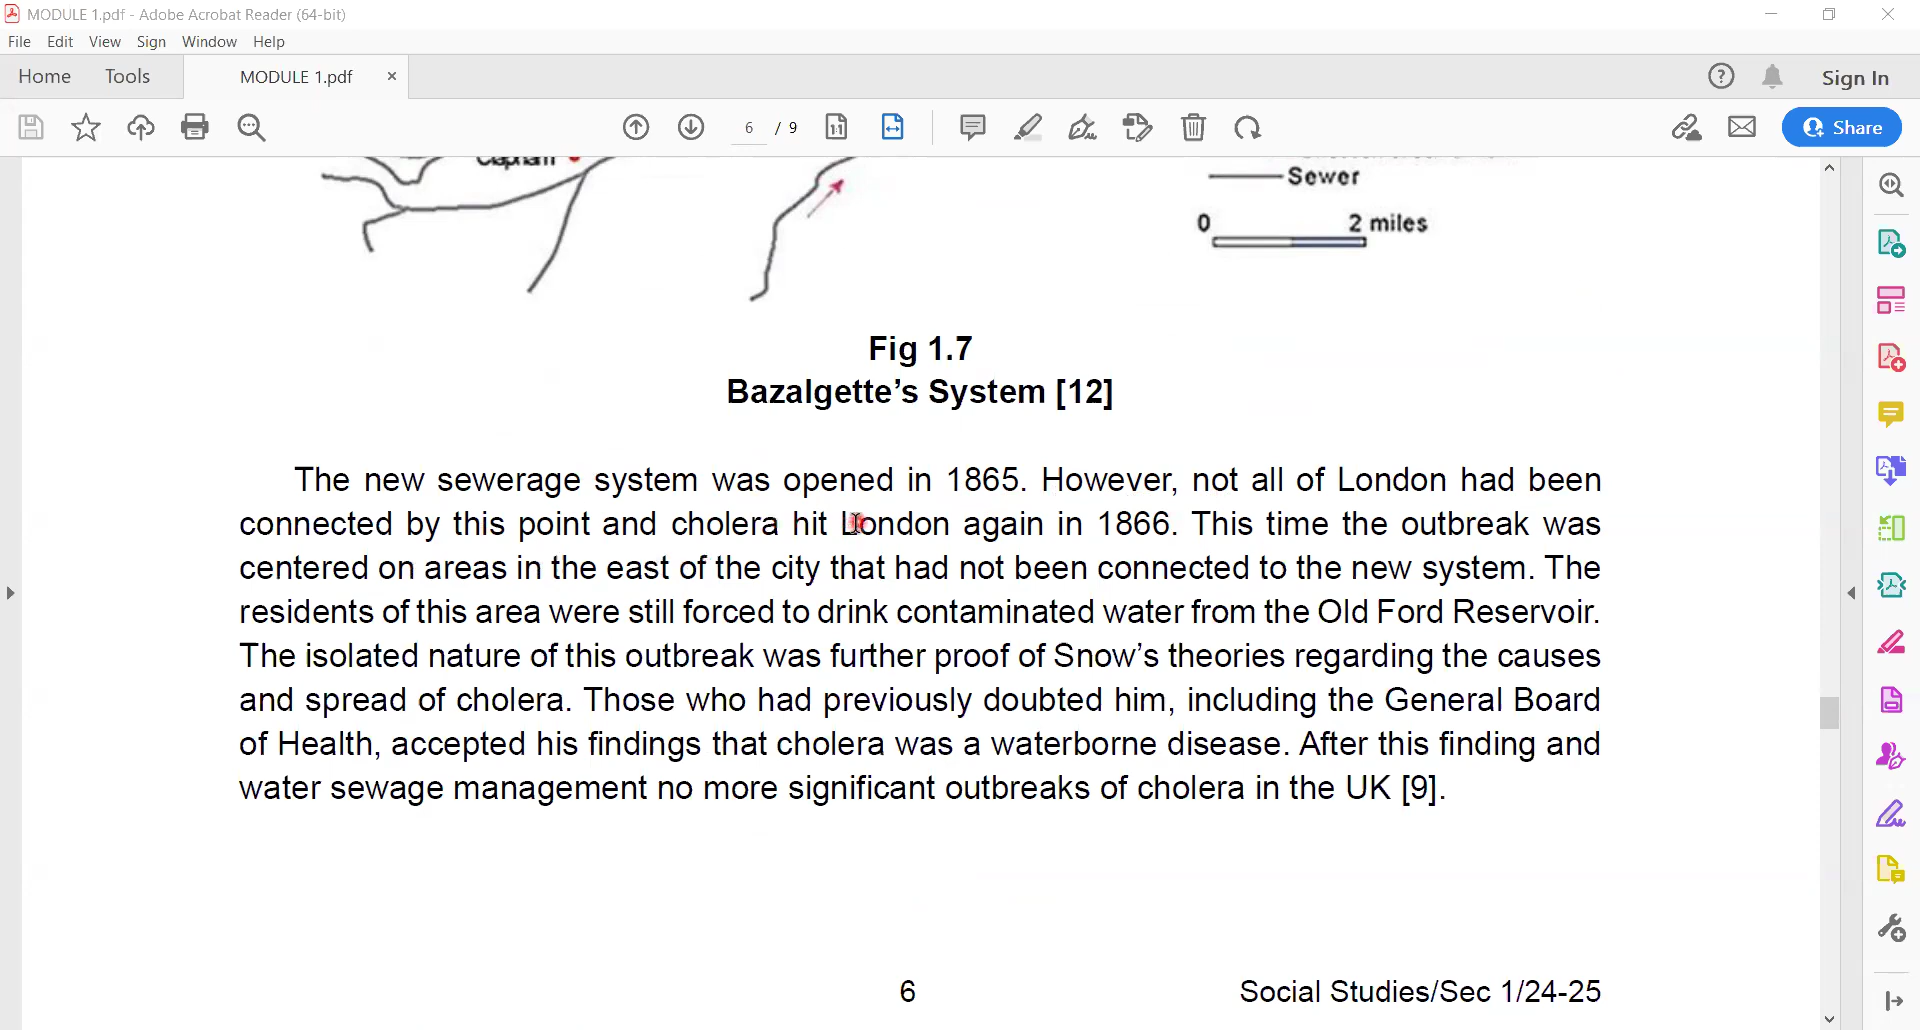 MODULE 1.pdf - Adobe Acrobat Reader (64-bit)
File Edit View Sign Window Help
Home Tools MODULE 1.pdf × Sign In
6 / 9 Share
Clapham
Sewer
0 2 miles
Fig 1.7
Bazalgette’s System [12]
The new sewerage system was opened in 1865. However, not all of London had been
connected by this point and cholera hit London again in 1866. This time the outbreak was
centered on areas in the east of the city that had not been connected to the new system. The
residents of this area were still forced to drink contaminated water from the Old Ford Reservoir.
The isolated nature of this outbreak was further proof of Snow’s theories regarding the causes
and spread of cholera. Those who had previously doubted him, including the General Board
of Health, accepted his findings that cholera was a waterborne disease. After this finding and
water sewage management no more significant outbreaks of cholera in the UK [9].
6 Social Studies/Sec 1/24-25